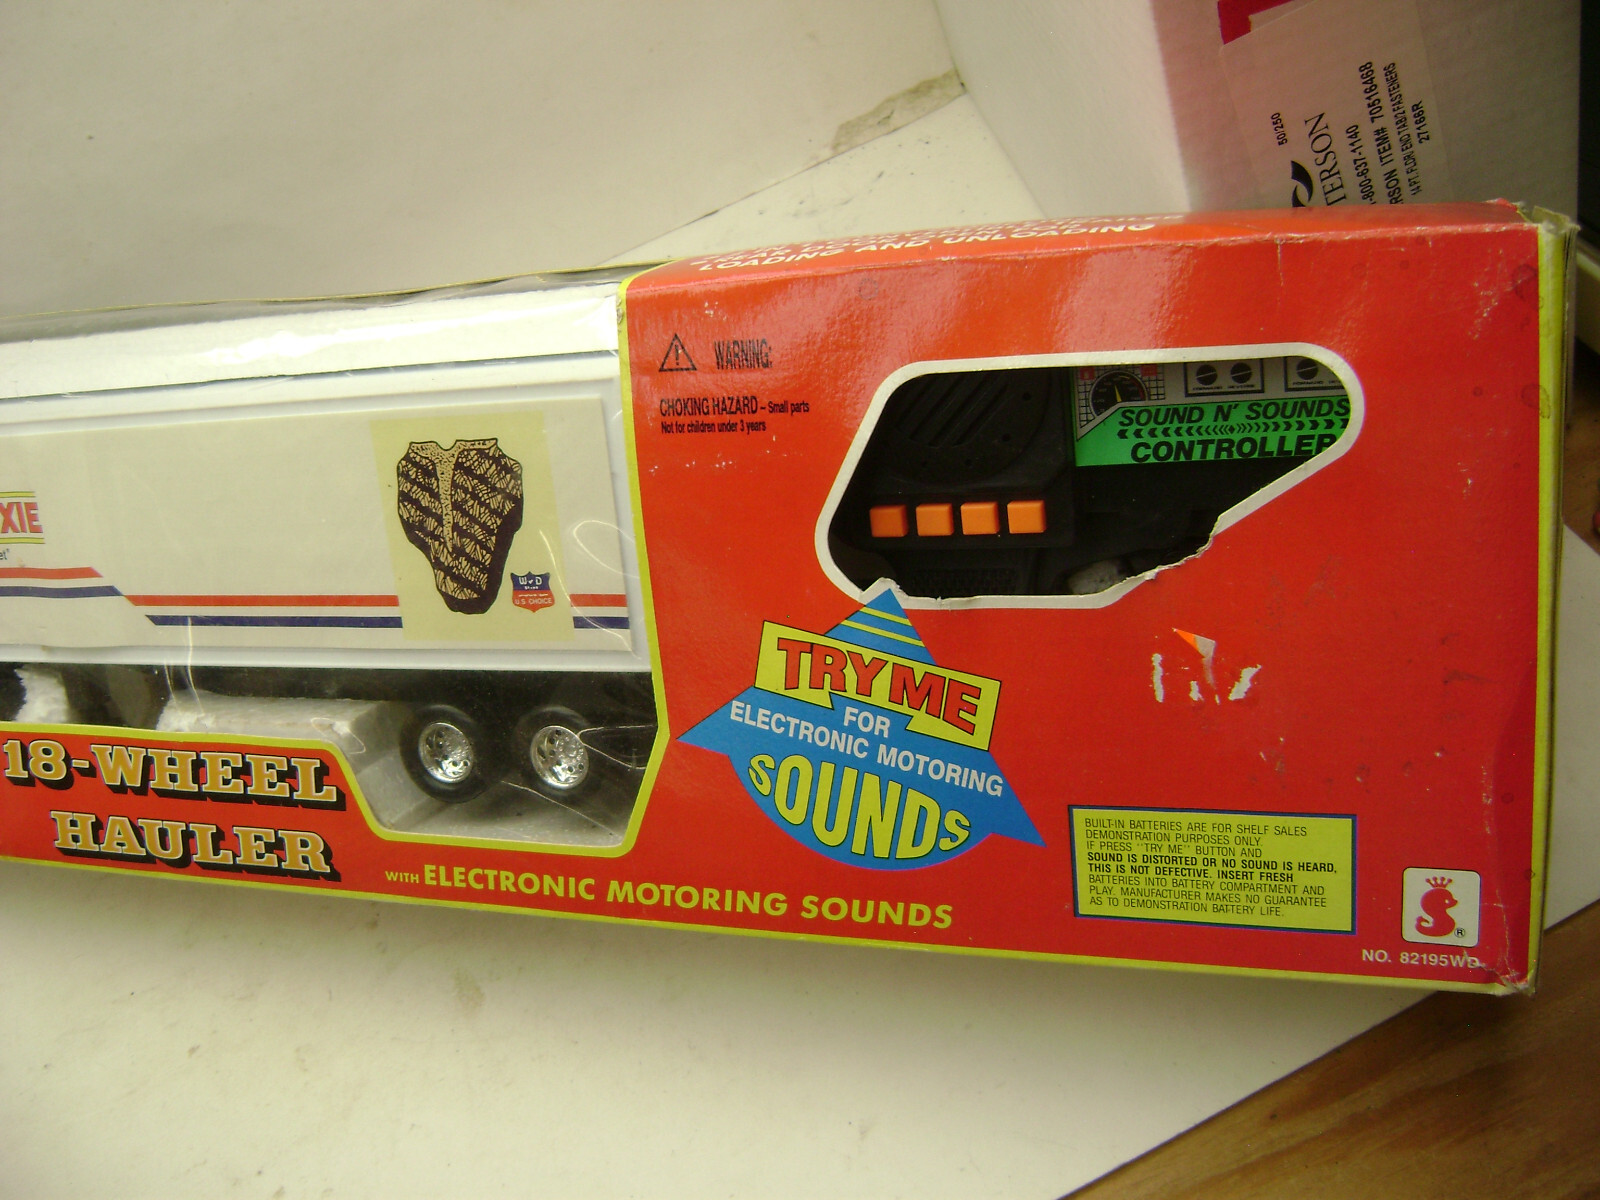 50/250
TERSON
-800-637-1140
RSON ITEM# 70516468
27168R
LOADING AND UNLOADING
WARNING:
CHOKING HAZARD – Small parts
Not for children under 3 years
SOUND N' SOUNDS
CONTROLLER
XIE
W D
U.S. CHOICE
TRY ME
FOR
ELECTRONIC MOTORING
SOUNDS
18-WHEEL
HAULER
WITH ELECTRONIC MOTORING SOUNDS
BUILT-IN BATTERIES ARE FOR SHELF SALES
DEMONSTRATION PURPOSES ONLY.
IF PRESS "TRY ME" BUTTON AND
SOUND IS DISTORTED OR NO SOUND IS HEARD,
THIS IS NOT DEFECTIVE. INSERT FRESH
BATTERIES INTO BATTERY COMPARTMENT AND
PLAY. MANUFACTURER MAKES NO GUARANTEE
AS TO DEMONSTRATION BATTERY LIFE.
S
®
NO. 82195WD